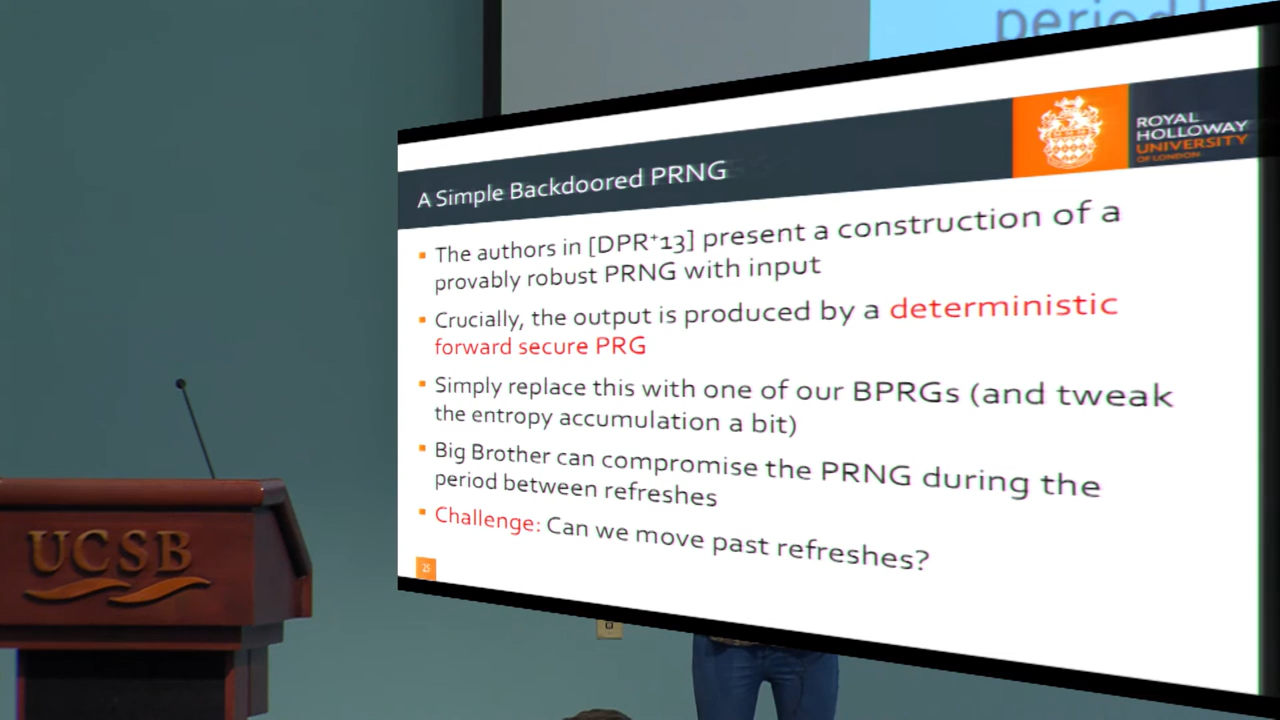 period
ROYAL
HOLLOWAY
UNIVERSITY
OF LONDON
A Simple Backdoored PRNG
▪ The authors in [DPR+13] present a construction of a
provably robust PRNG with input
▪ Crucially, the output is produced by a deterministic
forward secure PRG
▪ Simply replace this with one of our BPRGs (and tweak
the entropy accumulation a bit)
▪ Big Brother can compromise the PRNG during the
period between refreshes
▪ Challenge: Can we move past refreshes?
25
UCSB